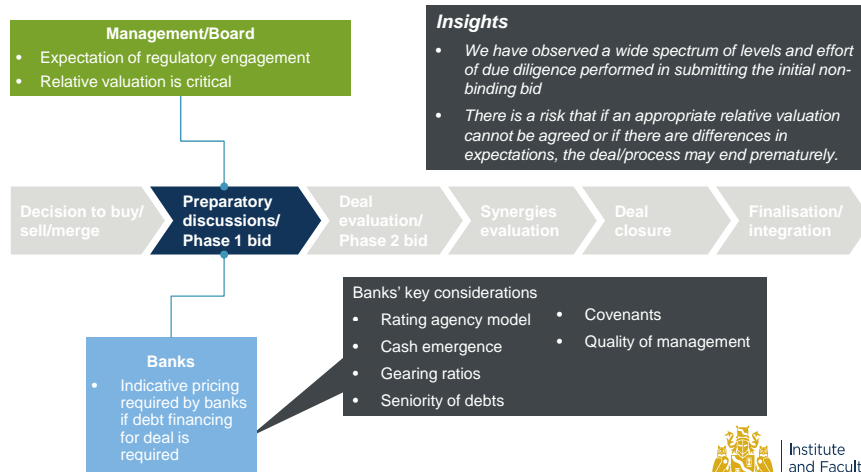 Management/Board
• Expectation of regulatory engagement
• Relative valuation is critical
Insights
• We have observed a wide spectrum of levels and effort
of due diligence performed in submitting the initial non-
binding bid
• There is a risk that if an appropriate relative valuation
cannot be agreed or if there are differences in
expectations, the deal/process may end prematurely.
Decision to buy/
sell/merge
Preparatory
discussions/
Phase 1 bid
Deal
evaluation/
Phase 2 bid
Synergies
evaluation
Deal
closure
Finalisation/
integration
Banks
• Indicative pricing
required by banks
if debt financing
for deal is
required
Banks' key considerations
• Rating agency model
• Cash emergence
• Gearing ratios
• Seniority of debts
• Covenants
• Quality of management
Institute
and Facult